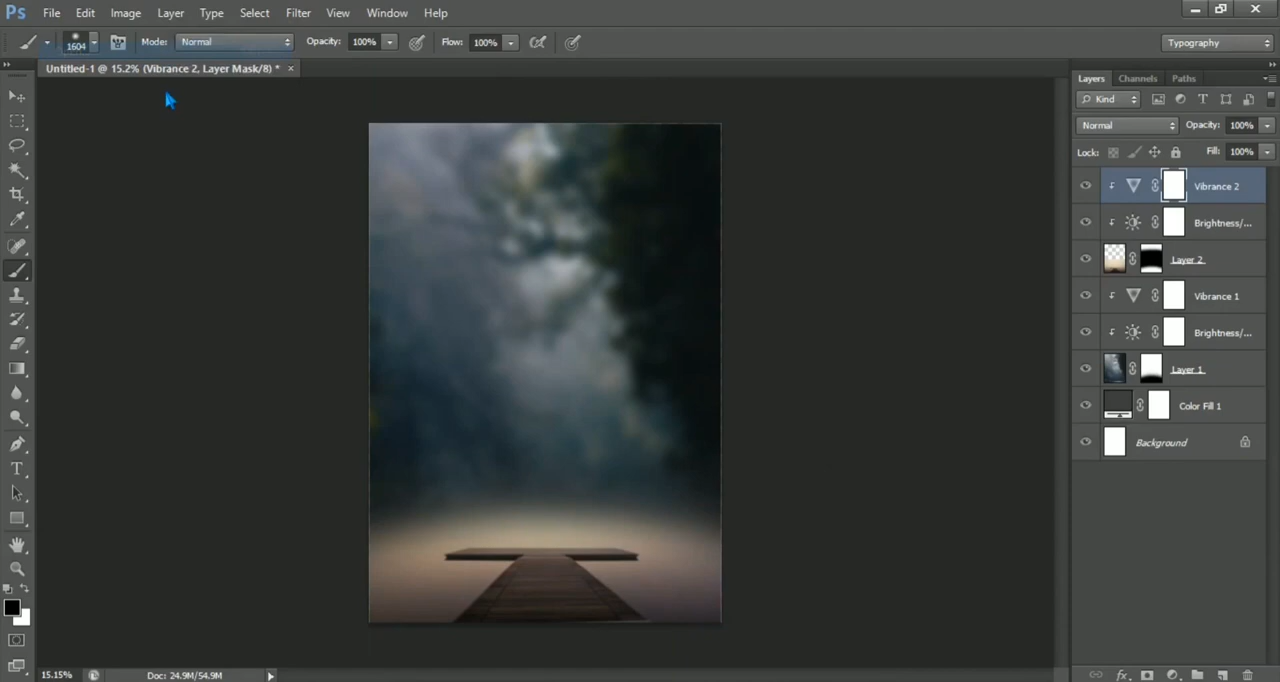 Ps File Edit Image Layer Type Select Filter View Window Help
1604 Mode: Normal Opacity: 100% Flow: 100% Typography
Untitled-1 @ 15.2% (Vibrance 2, Layer Mask/8) * ×
Layers Channels Paths
Kind T
Normal Opacity: 100%
Lock: Fill: 100%
Vibrance 2
Brightness/...
Layer 2
Vibrance 1
Brightness/...
Layer 1
Color Fill 1
Background
T
15.15% Doc: 24.9M/54.9M fx.